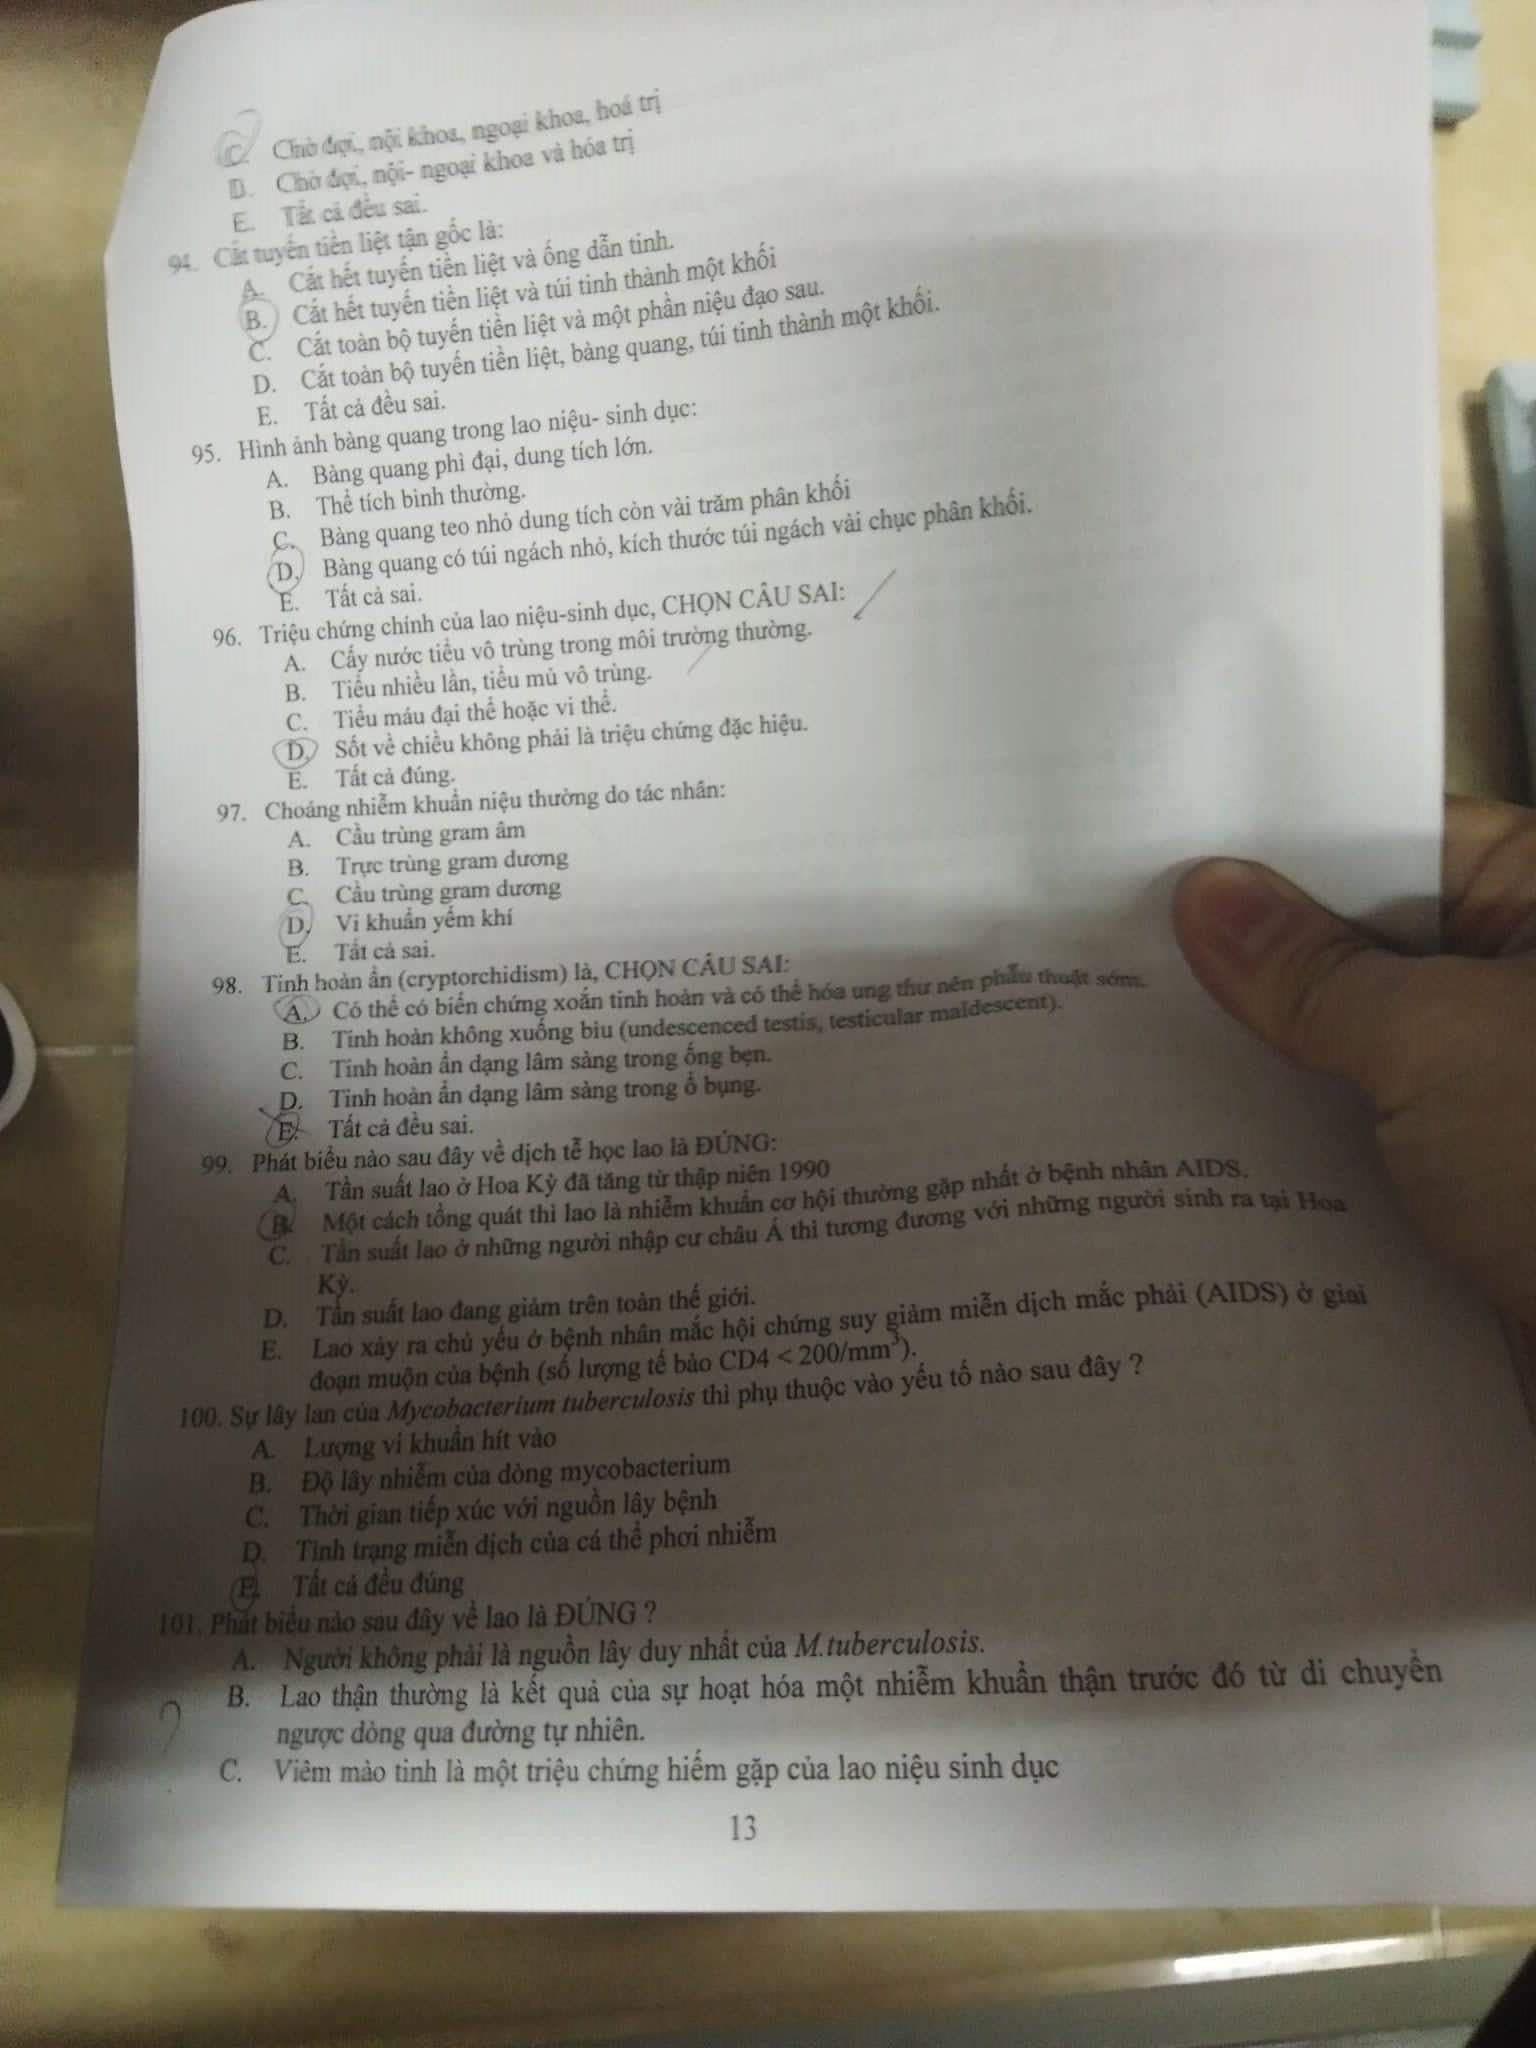 C. Chờ đợi, nội khoa, ngoại khoa, hoá trị
D. Chờ đợi, nội- ngoại khoa và hóa trị
E. Tất cả đều sai.
94. Cắt tuyến tiền liệt tận gốc là:
A. Cắt hết tuyến tiền liệt và ống dẫn tinh.
B. Cắt hết tuyến tiền liệt và túi tinh thành một khối
C. Cắt toàn bộ tuyến tiền liệt và một phần niệu đạo sau.
D. Cắt toàn bộ tuyến tiền liệt, bàng quang, túi tinh thành một khối.
E. Tất cả đều sai.
95. Hình ảnh bàng quang trong lao niệu- sinh dục:
A. Bàng quang phì đại, dung tích lớn.
B. Thể tích bình thường.
C. Bàng quang teo nhỏ dung tích còn vài trăm phân khối
D. Bàng quang có túi ngách nhỏ, kích thước túi ngách vài chục phân khối.
E. Tất cả sai.
96. Triệu chứng chính của lao niệu-sinh dục, CHỌN CÂU SAI:
A. Cấy nước tiểu vô trùng trong môi trường thường.
B. Tiểu nhiều lần, tiểu mủ vô trùng.
C. Tiểu máu đại thể hoặc vi thể.
D. Sốt về chiều không phải là triệu chứng đặc hiệu.
E. Tất cả đúng.
97. Choáng nhiễm khuẩn niệu thường do tác nhân:
A. Cầu trùng gram âm
B. Trực trùng gram dương
C. Cầu trùng gram dương
D. Vi khuẩn yếm khí
E. Tất cả sai.
98. Tinh hoàn ẩn (cryptorchidism) là, CHỌN CÂU SAI:
A. Có thể có biến chứng xoắn tinh hoàn và có thể hóa ung thư nên phẫu thuật sớm.
B. Tinh hoàn không xuống bìu (undescenced testis, testicular maldescent).
C. Tinh hoàn ẩn dạng lâm sàng trong ống bẹn.
D. Tinh hoàn ẩn dạng lâm sàng trong ổ bụng.
E. Tất cả đều sai.
99. Phát biểu nào sau đây về dịch tễ học lao là ĐÚNG:
A. Tần suất lao ở Hoa Kỳ đã tăng từ thập niên 1990
B. Một cách tổng quát thì lao là nhiễm khuẩn cơ hội thường gặp nhất ở bệnh nhân AIDS.
C. Tần suất lao ở những người nhập cư châu Á thì tương đương với những người sinh ra tại Hoa
Kỳ.
D. Tần suất lao đang giảm trên toàn thế giới.
E. Lao xảy ra chủ yếu ở bệnh nhân mắc hội chứng suy giảm miễn dịch mắc phải (AIDS) ở giai
đoạn muộn của bệnh (số lượng tế bào CD4 < 200/mm³).
100. Sự lây lan của Mycobacterium tuberculosis thì phụ thuộc vào yếu tố nào sau đây ?
A. Lượng vi khuẩn hít vào
B. Độ lây nhiễm của dòng mycobacterium
C. Thời gian tiếp xúc với nguồn lây bệnh
D. Tình trạng miễn dịch của cá thể phơi nhiễm
E. Tất cả đều đúng
101. Phát biểu nào sau đây về lao là ĐÚNG ?
A. Người không phải là nguồn lây duy nhất của M.tuberculosis.
B. Lao thận thường là kết quả của sự hoạt hóa một nhiễm khuẩn thận trước đó từ di chuyển
ngược dòng qua đường tự nhiên.
?
C. Viêm mào tinh là một triệu chứng hiếm gặp của lao niệu sinh dục
13